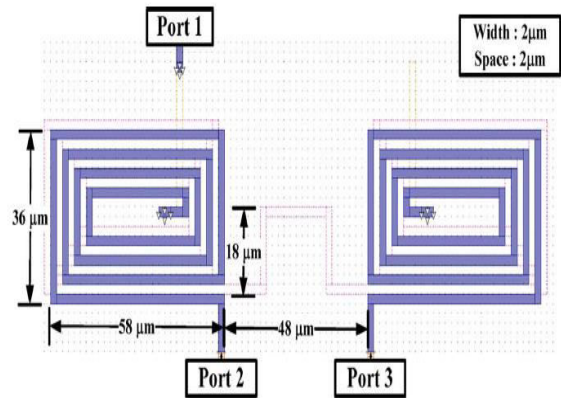 Port 1
Width : 2μm
Space : 2μm
36 μm
18 μm
58 μm
48 μm
Port 2
Port 3